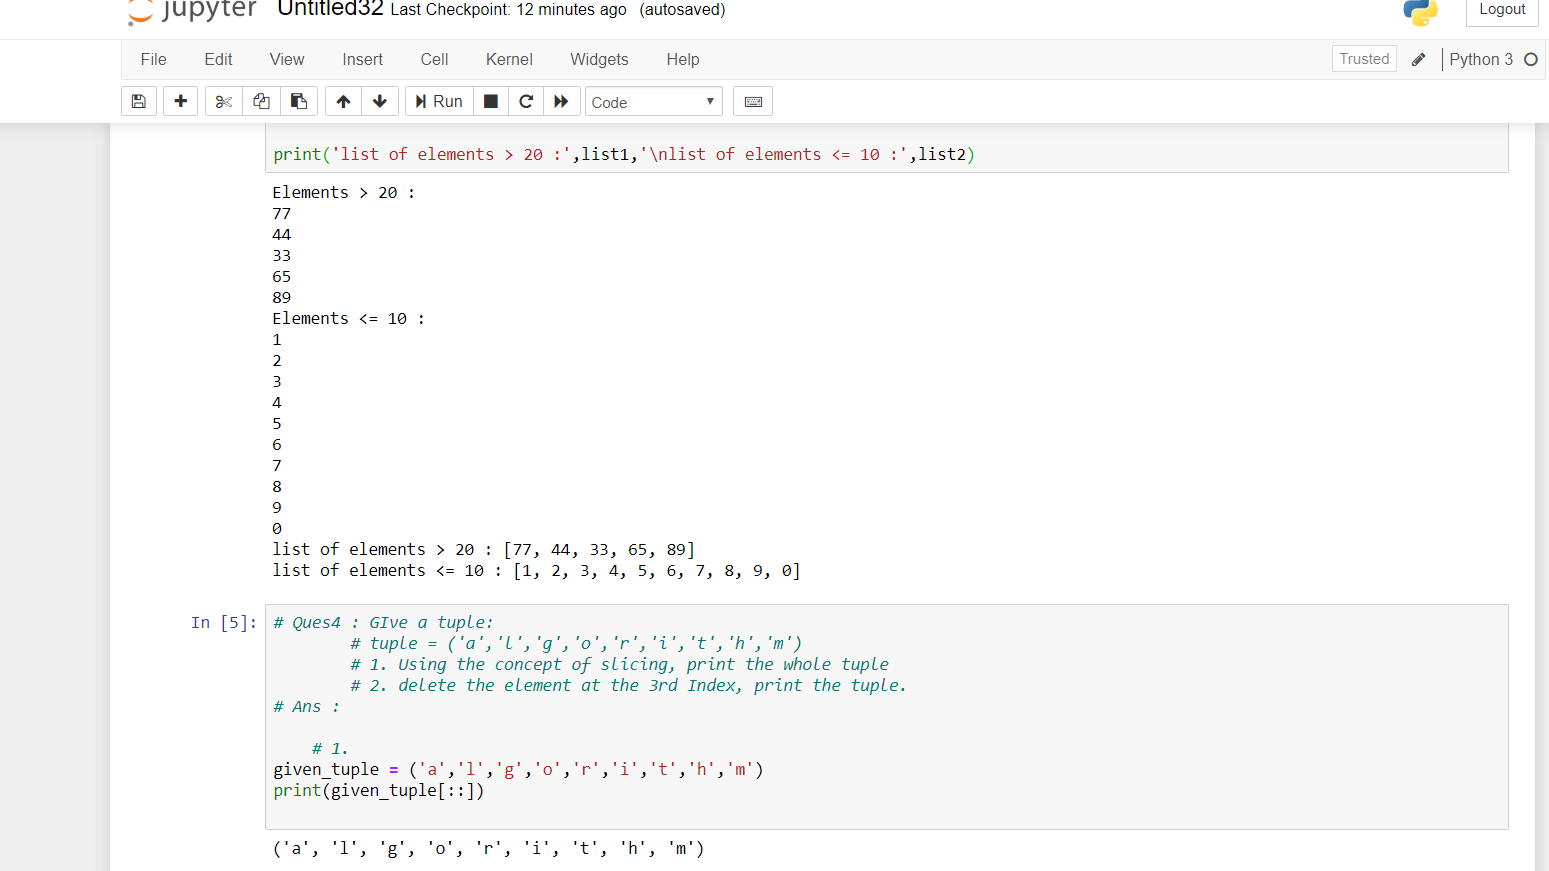 jupyter Untitled32 Last Checkpoint: 12 minutes ago (autosaved)
Logout
File Edit View Insert Cell Kernel Widgets Help
Trusted Python 3
Run Code
print('list of elements > 20 :',list1,'\nlist of elements <= 10 :',list2)
Elements > 20 :
77
44
33
65
89
Elements <= 10 :
1
2
3
4
5
6
7
8
9
0
list of elements > 20 : [77, 44, 33, 65, 89]
list of elements <= 10 : [1, 2, 3, 4, 5, 6, 7, 8, 9, 0]
In [5]: # Ques4 : GIve a tuple:
# tuple = ('a','l','g','o','r','i','t','h','m')
# 1. Using the concept of slicing, print the whole tuple
# 2. delete the element at the 3rd Index, print the tuple.
# Ans :
# 1.
given_tuple = ('a','l','g','o','r','i','t','h','m')
print(given_tuple[::])
('a', 'l', 'g', 'o', 'r', 'i', 't', 'h', 'm')